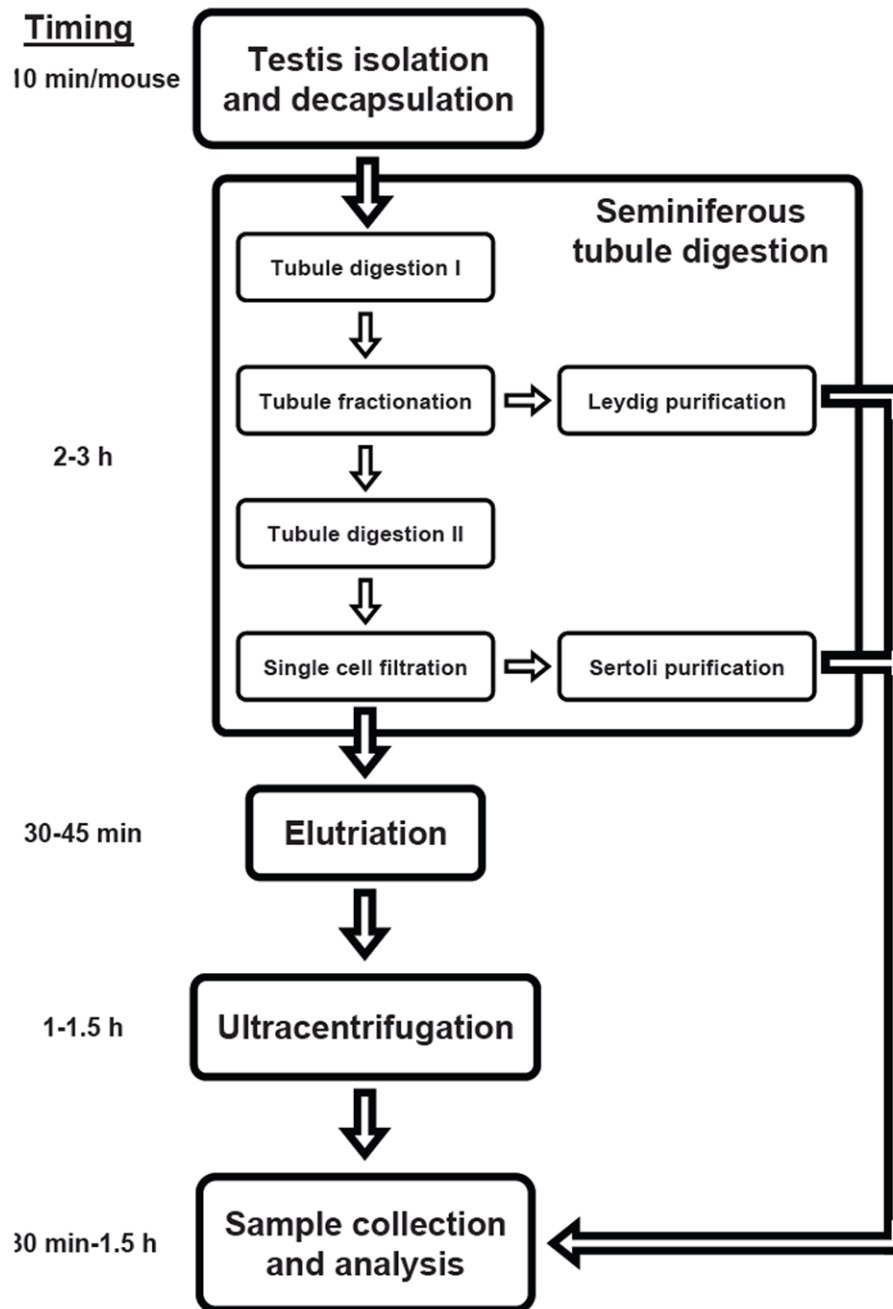 Timing
10 min/mouse
Testis isolation
and decapsulation
Seminiferous
tubule digestion
Tubule digestion I
Tubule fractionation
Leydig purification
2-3 h
Tubule digestion II
Single cell filtration
Sertoli purification
30-45 min
Elutriation
1-1.5 h
Ultracentrifugation
30 min-1.5 h
Sample collection
and analysis